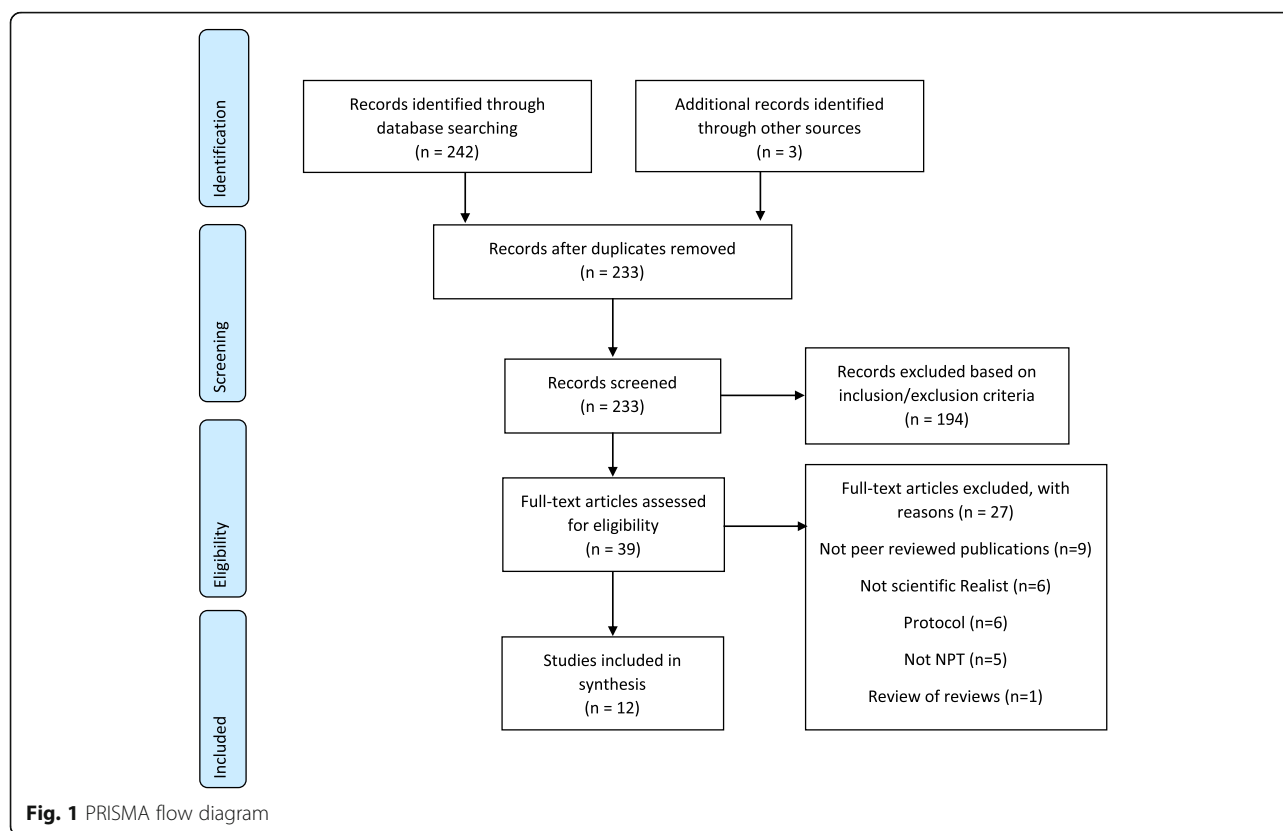 Identification
Records identified through
database searching
(n = 242)
Additional records identified
through other sources
(n = 3)
Screening
Records after duplicates removed
(n = 233)
Records screened
(n = 233)
Records excluded based on
inclusion/exclusion criteria
(n = 194)
Eligibility
Full-text articles assessed
for eligibility
(n = 39)
Full-text articles excluded, with
reasons (n = 27)
Not peer reviewed publications (n=9)
Not scientific Realist (n=6)
Protocol (n=6)
Not NPT (n=5)
Review of reviews (n=1)
Included
Studies included in
synthesis
(n = 12)
Fig. 1 PRISMA flow diagram